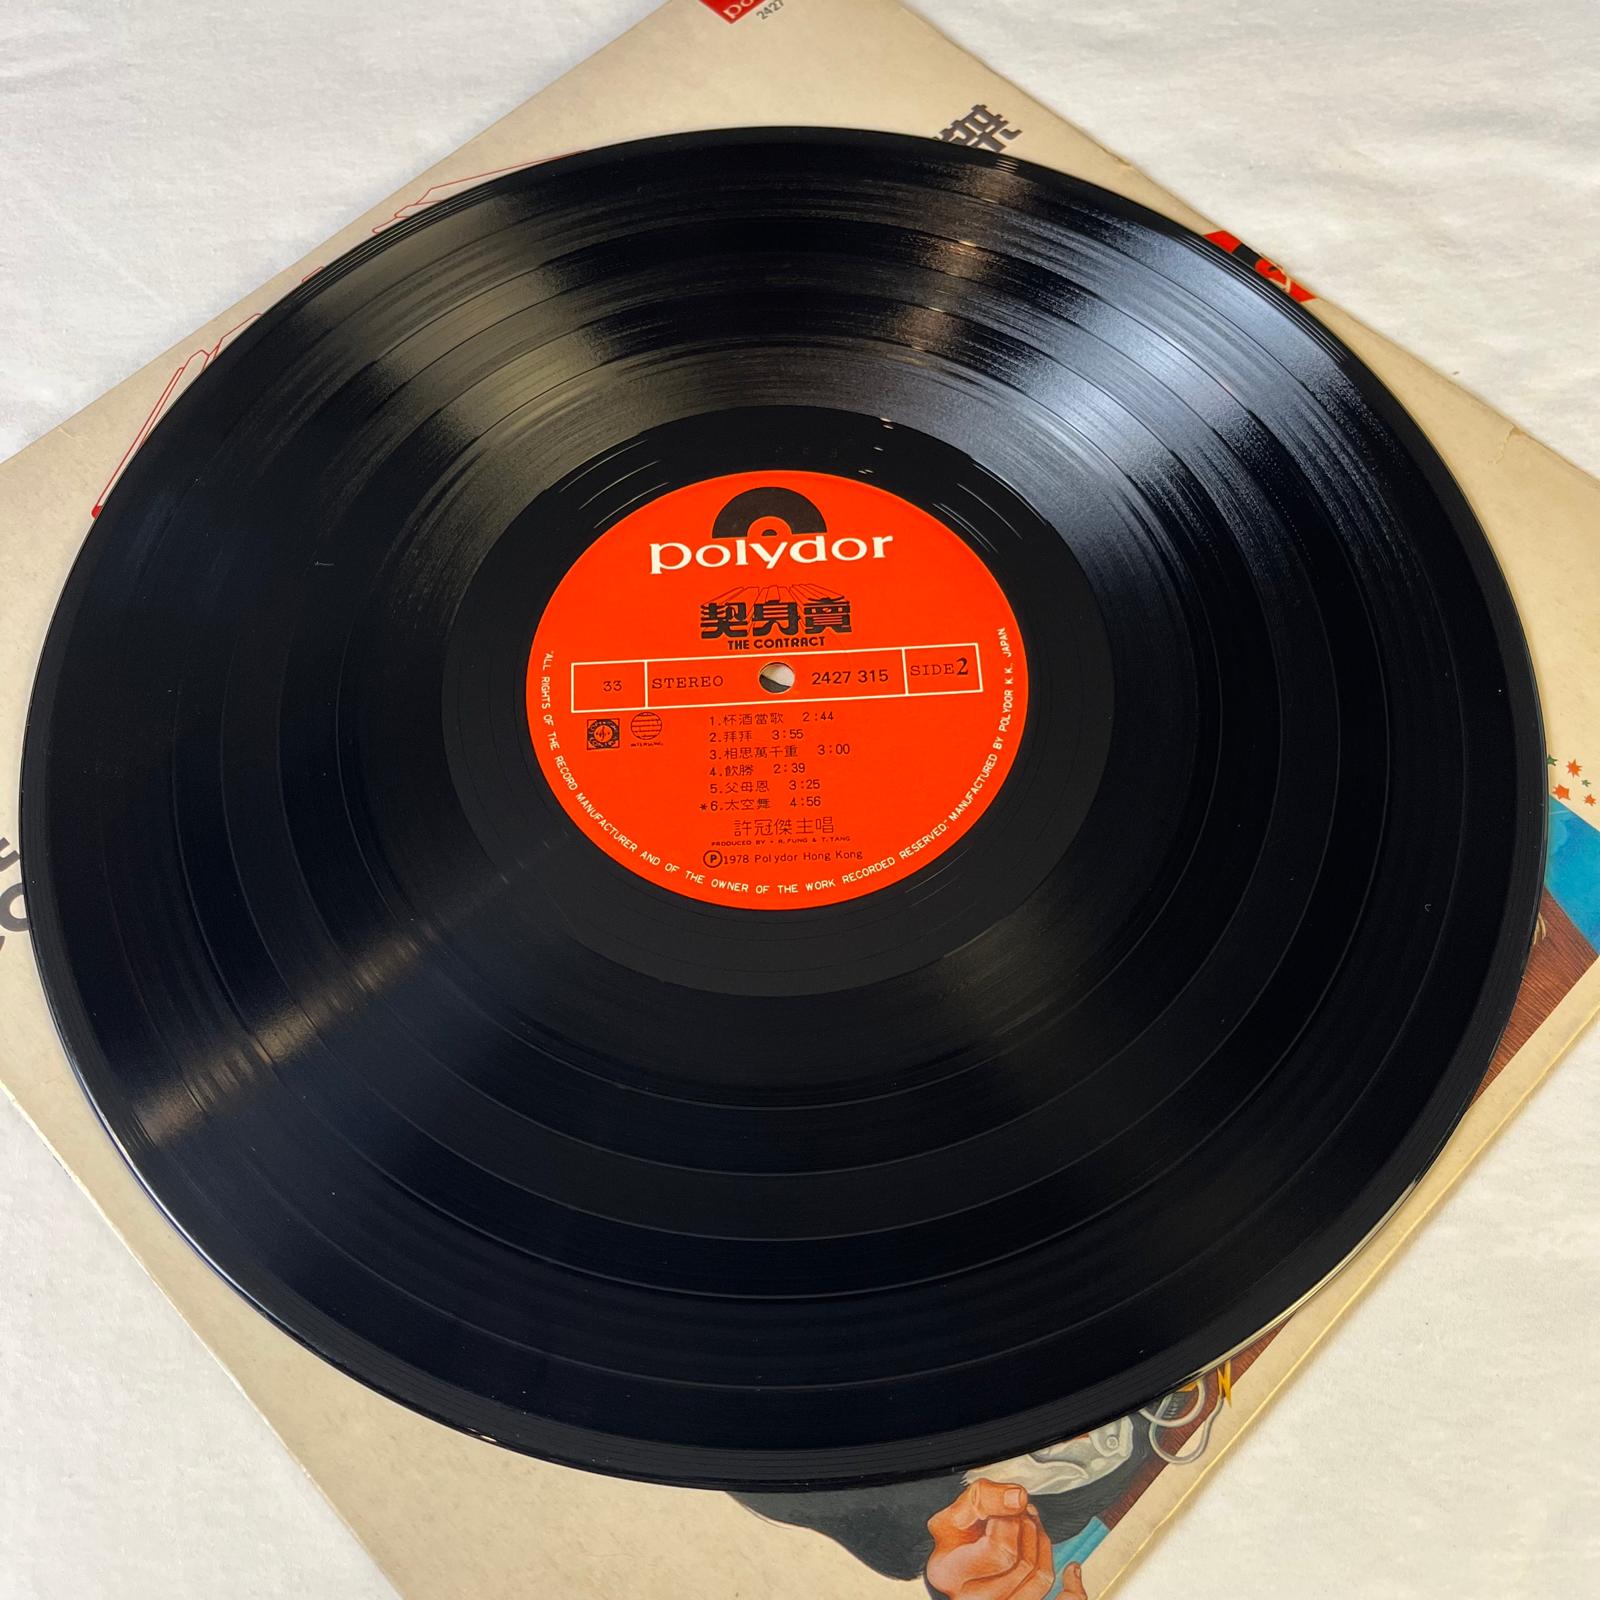 2427
傑
polydor
契身賣
THE CONTRACT
33 STEREO 2427 315 SIDE2
1.杯酒當歌 2:44
2.拜拜 3:55
3.相思萬千重 3:00
4.飲勝 2:39
5.父母恩 3:25
*6.太空舞 4:56
許冠傑主唱
PRODUCED BY • R. FUNG & T. TANG
Ⓟ1978 Polydor Hong Kong
"ALL RIGHTS OF THE RECORD MANUFACTURER AND OF THE OWNER OF THE WORK RECORDED RESERVED." MANUFACTURED BY POLYDOR K.K., JAPAN.